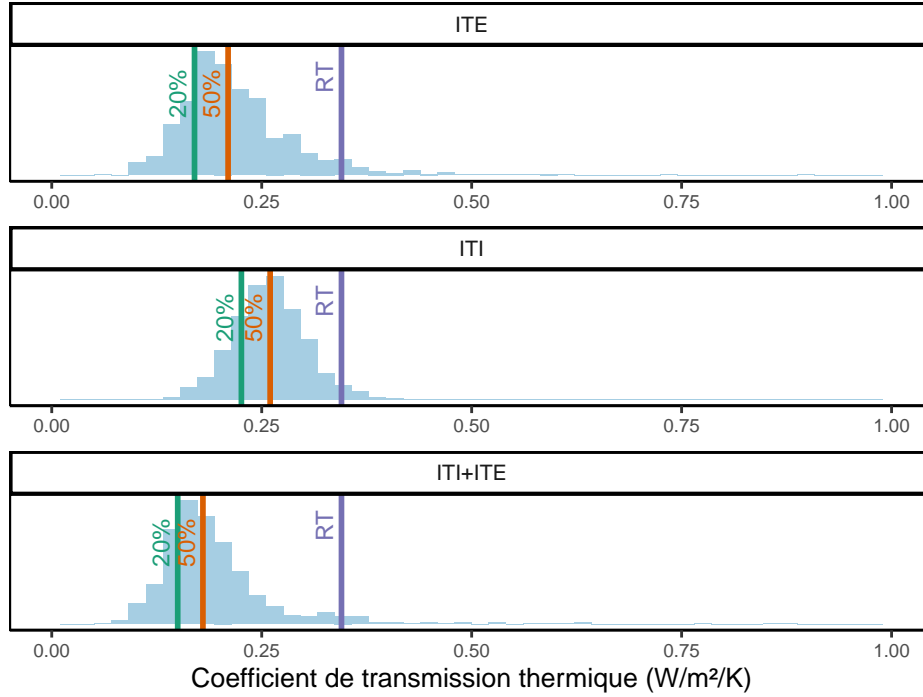 ITE
20%
50%
RT
0.00 0.25 0.50 0.75 1.00
ITI
20%
50%
RT
0.00 0.25 0.50 0.75 1.00
ITI+ITE
20%
50%
RT
0.00 0.25 0.50 0.75 1.00
Coefficient de transmission thermique (W/m²/K)